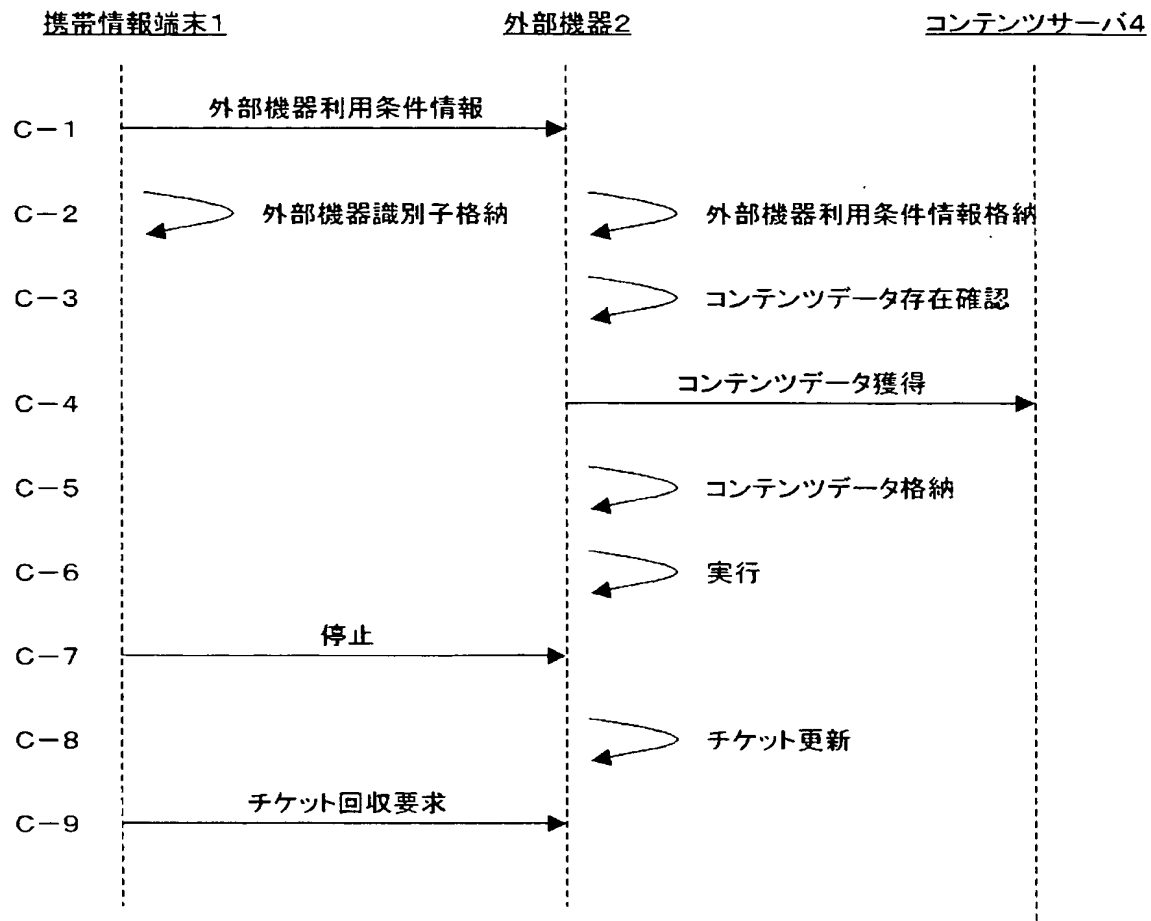 携帯情報端末1 外部機器2 コンテンツサーバ4
外部機器利用条件情報
C－1
C－2 外部機器識別子格納 外部機器利用条件情報格納
C－3 コンテンツデータ存在確認
コンテンツデータ獲得
C－4
C－5 コンテンツデータ格納
C－6 実行
停止
C－7
C－8 チケット更新
チケット回収要求
C－9